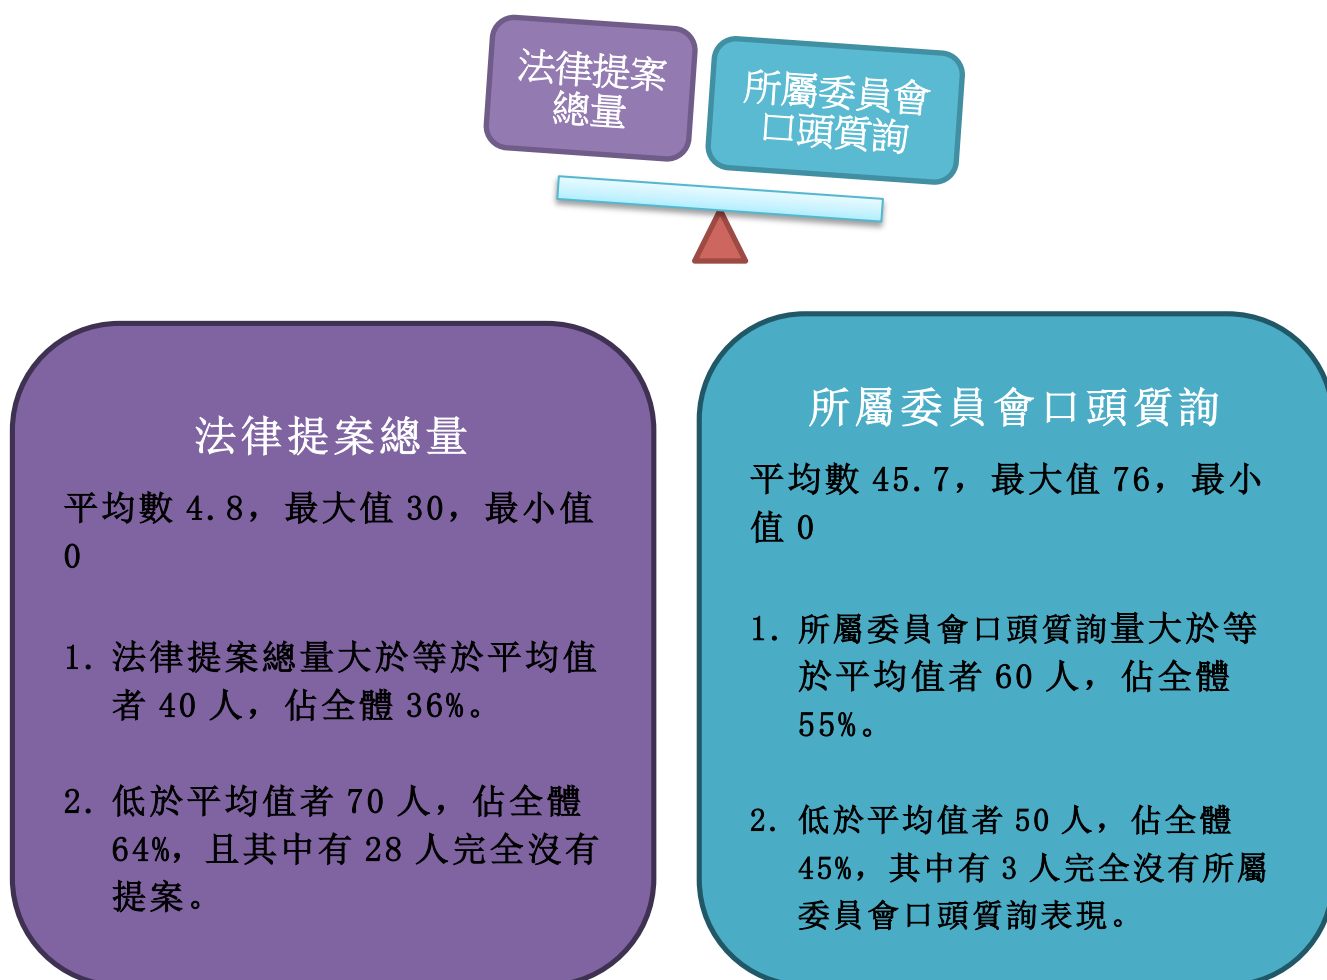 法律提案
總量
所屬委員會
口頭質詢
法律提案總量
平均數 4.8，最大值 30，最小值
0
1. 法律提案總量大於等於平均值
者 40 人，佔全體 36%。
2. 低於平均值者 70 人，佔全體
64%，且其中有 28 人完全沒有
提案。
所屬委員會口頭質詢
平均數 45.7，最大值 76，最小
值 0
1. 所屬委員會口頭質詢量大於等
於平均值者 60 人，佔全體
55%。
2. 低於平均值者 50 人，佔全體
45%，其中有 3 人完全沒有所屬
委員會口頭質詢表現。